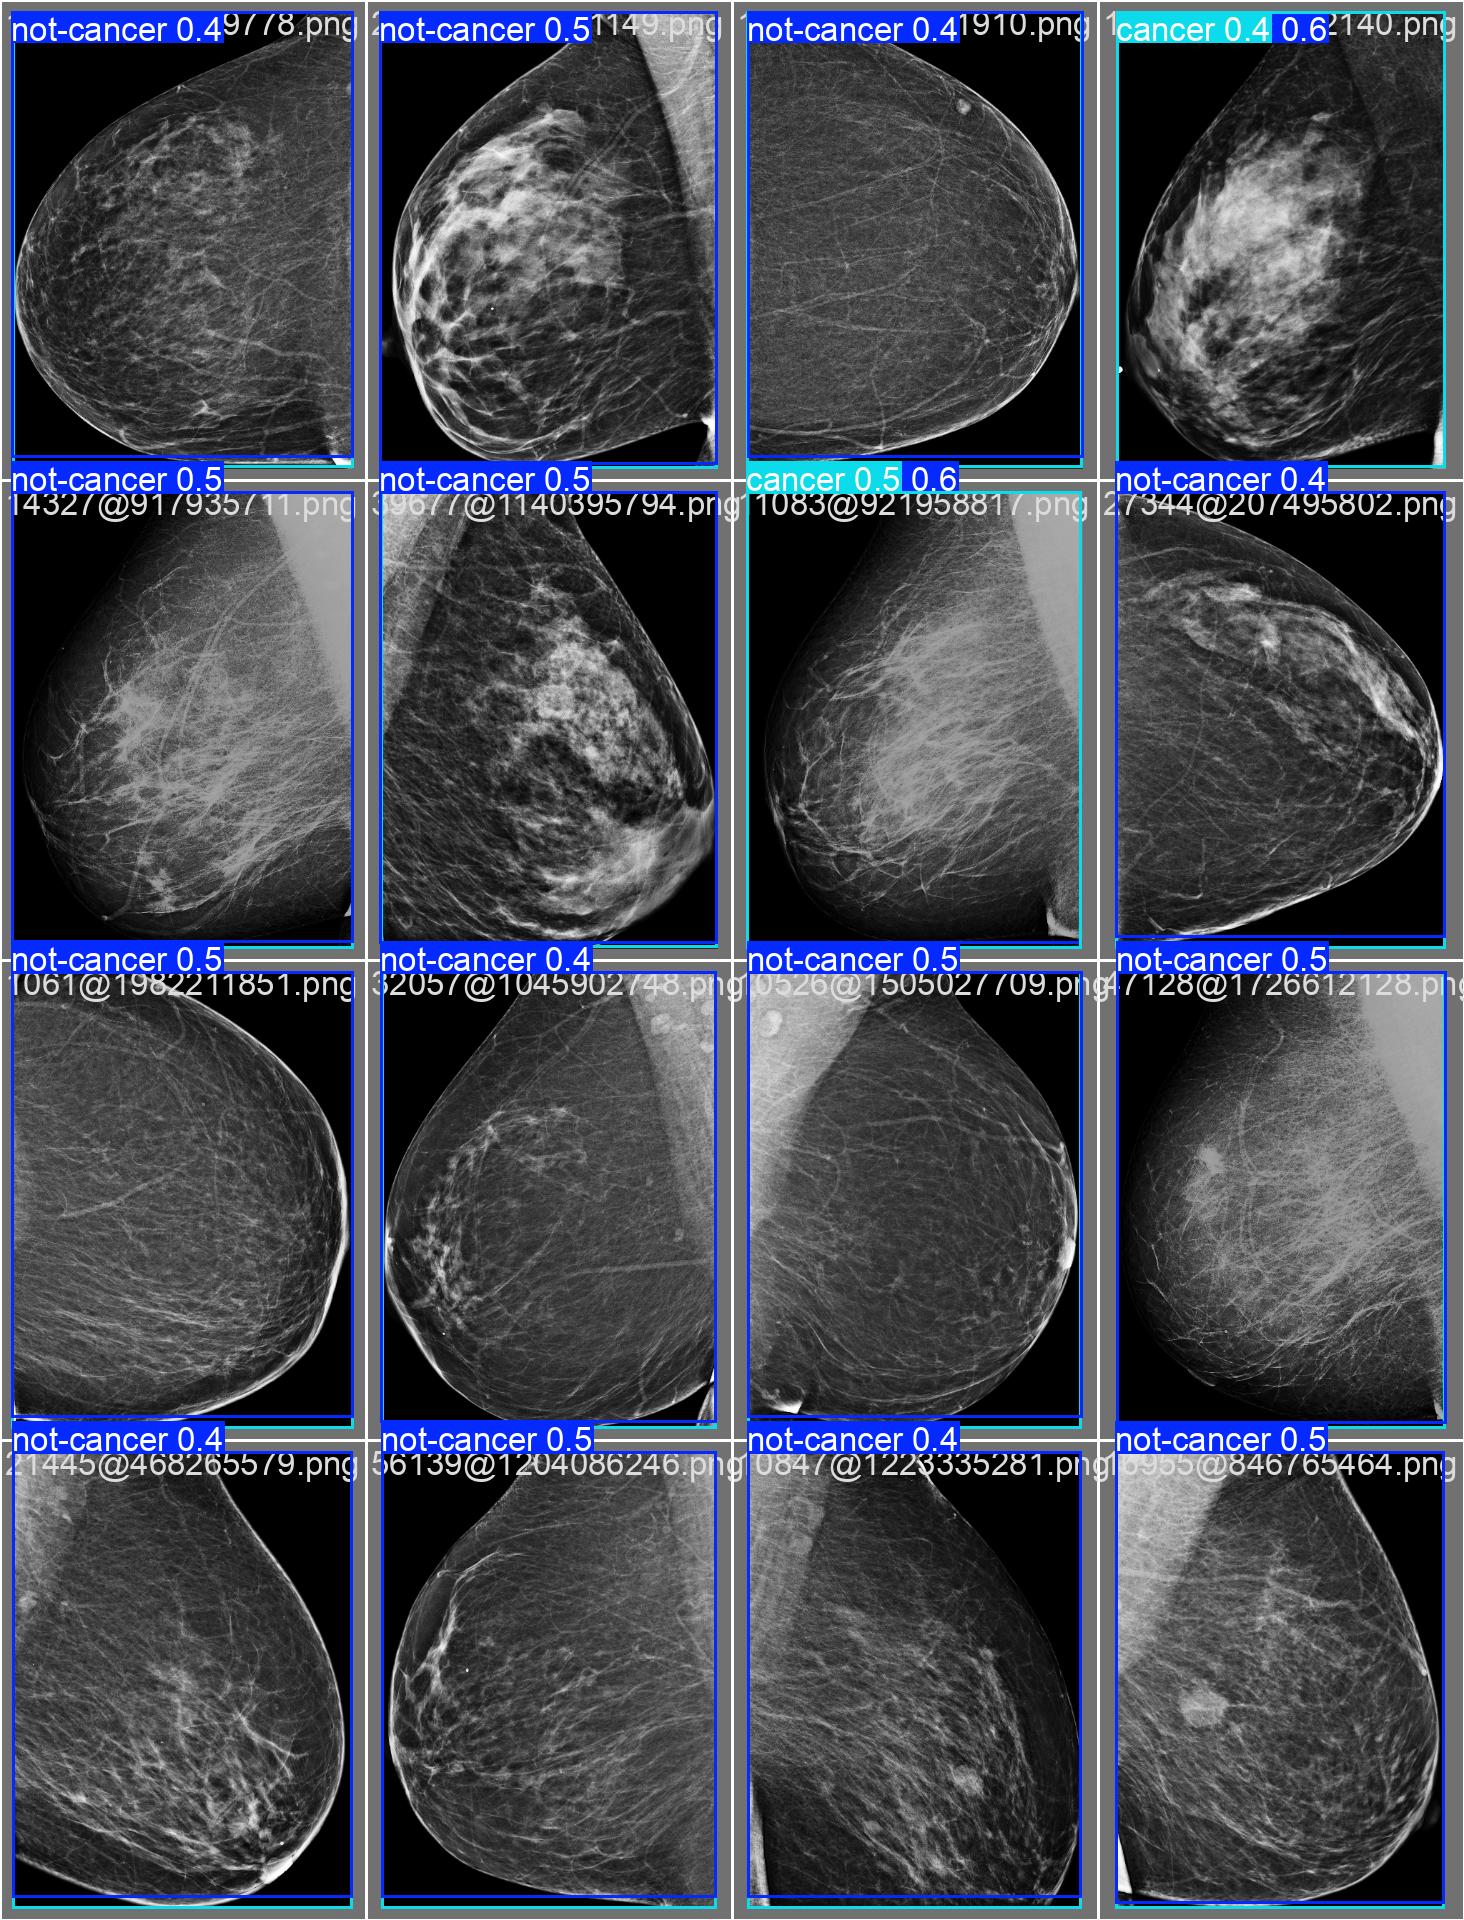 not-cancer 0.4 9778.png
not-cancer 0.5 1149.png
not-cancer 0.4 1910.png
cancer 0.4 0.6 2140.png
not-cancer 0.5
14327@917935711.png
not-cancer 0.5
39677@1140395794.png
cancer 0.5 0.6
1083@921958817.png
not-cancer 0.4
27344@207495802.png
not-cancer 0.5
1061@1982211851.png
not-cancer 0.4
32057@1045902748.png
not-cancer 0.5
0526@1505027709.png
not-cancer 0.5
47128@1726612128.png
not-cancer 0.4
21445@468265579.png
not-cancer 0.5
56139@1204086246.png
not-cancer 0.4
0847@1223335281.png
not-cancer 0.5
6955@846765464.png